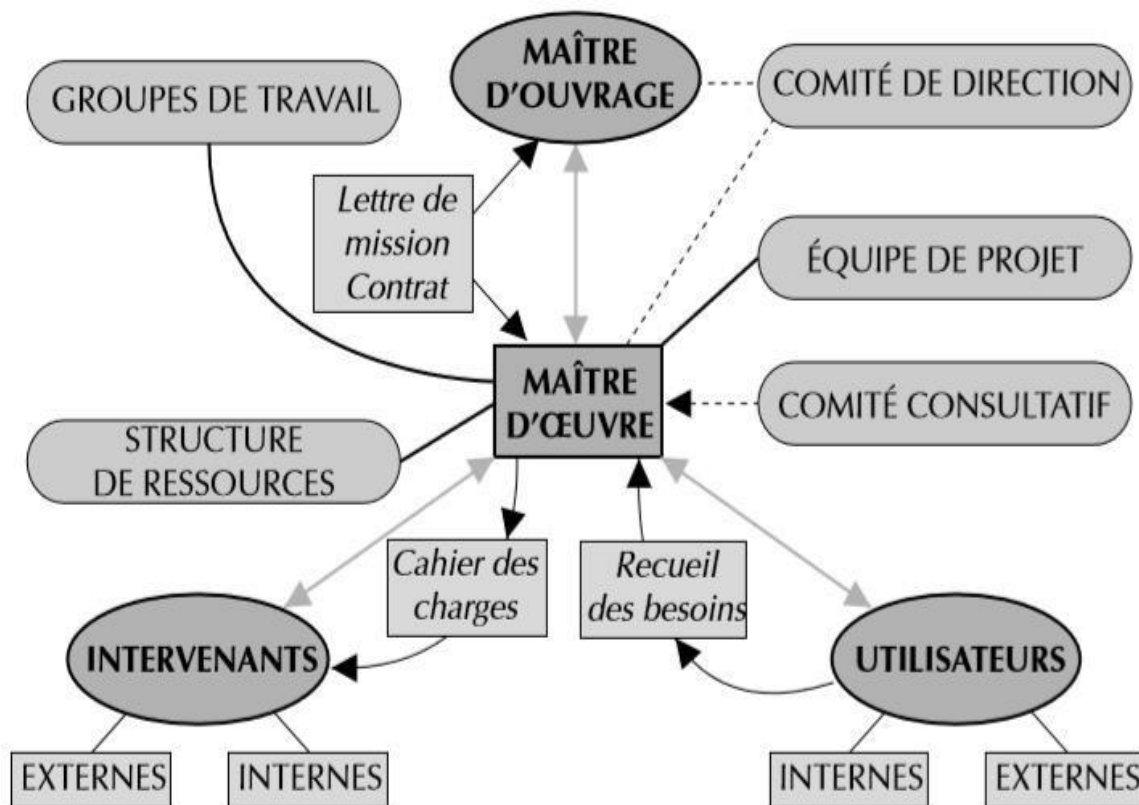 MAÎTRE
D'OUVRAGE
GROUPES DE TRAVAIL
COMITÉ DE DIRECTION
Lettre de
mission
Contrat
ÉQUIPE DE PROJET
MAÎTRE
D'ŒUVRE
COMITÉ CONSULTATIF
STRUCTURE
DE RESSOURCES
Cahier des
charges
Recueil
des besoins
INTERVENANTS
UTILISATEURS
EXTERNES
INTERNES
INTERNES
EXTERNES